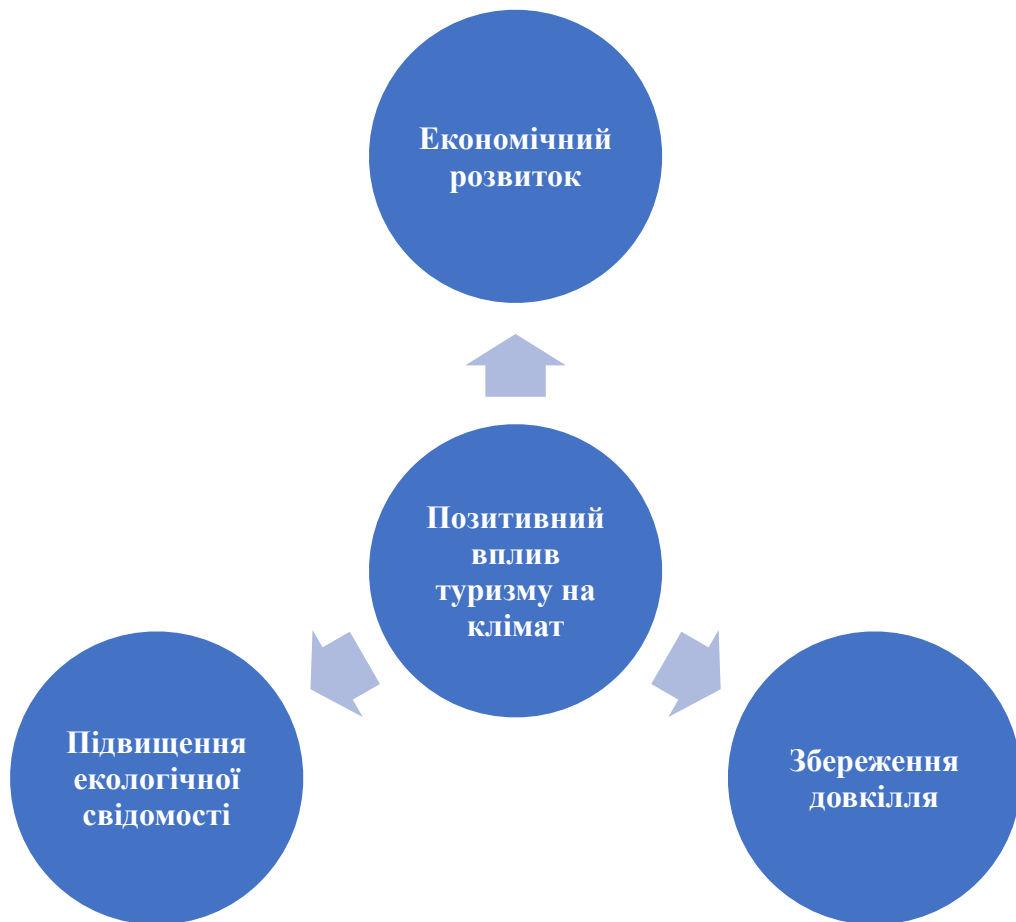 Економічний
розвиток
Позитивний
вплив
туризму на
клімат
Підвищення
екологічної
свідомості
Збереження
довкілля